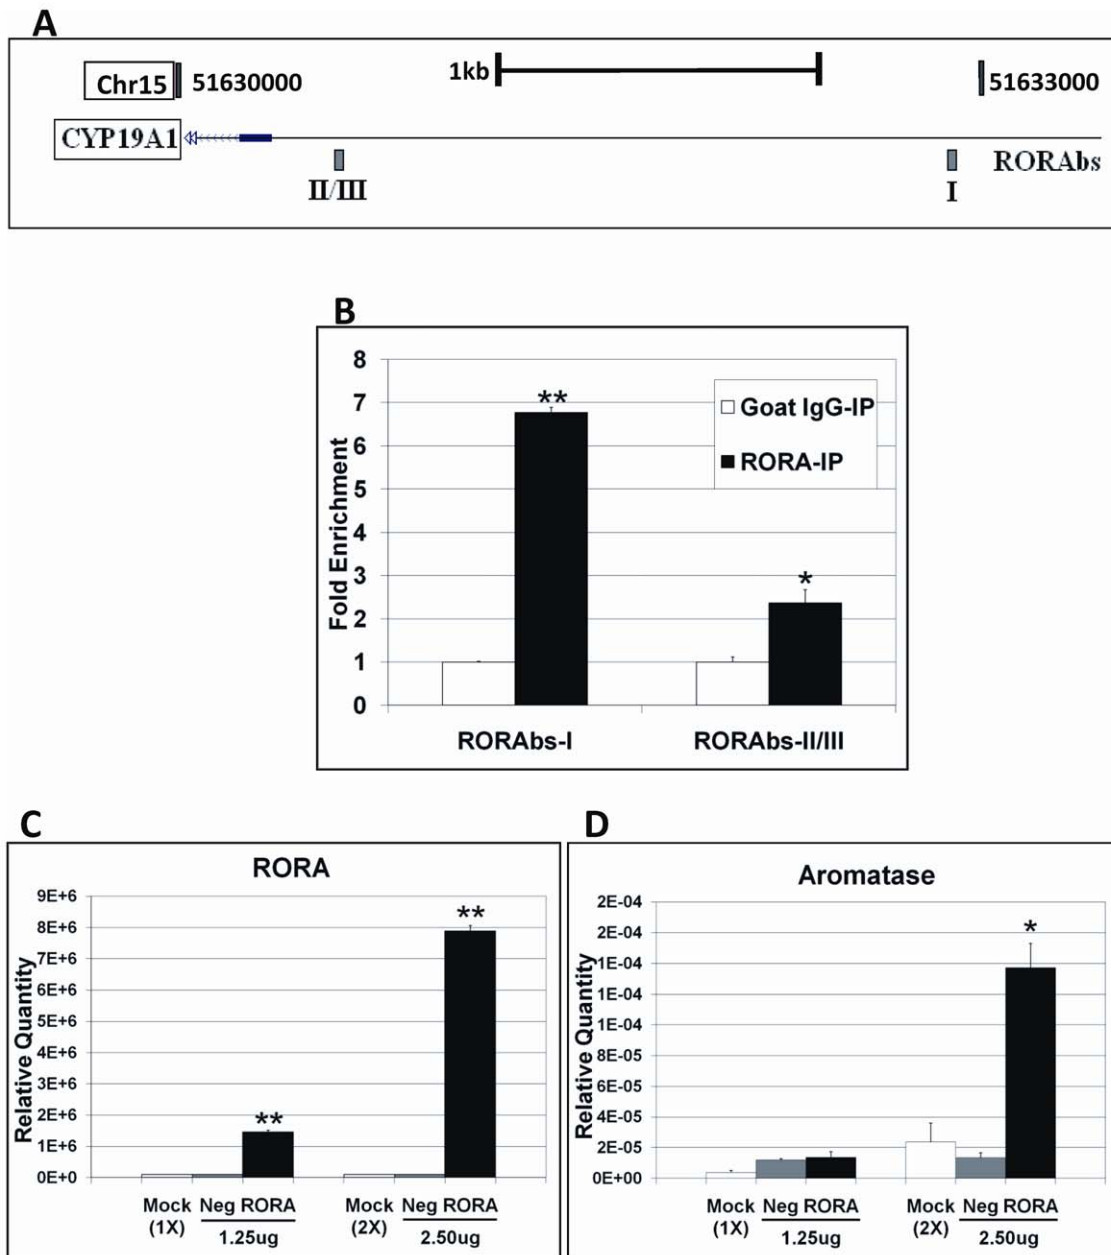 A
Chr15
51630000
1kb
51633000
CYP19A1
II/III
I
RORAbs
B
8
7
6
5
4
3
2
1
0
Fold Enrichment
**
*
Goat IgG-IP
RORA-IP
RORAbs-I
RORAbs-II/III
C
RORA
9E+6
8E+6
7E+6
6E+6
5E+6
4E+6
3E+6
2E+6
1E+6
0E+0
Relative Quantity
**
**
Mock Neg RORA Mock Neg RORA
(1X) 1.25ug (2X) 2.50ug
D
Aromatase
2E-04
2E-04
1E-04
1E-04
1E-04
8E-05
6E-05
4E-05
2E-05
0E+00
Relative Quantity
*
Mock Neg RORA Mock Neg RORA
(1X) 1.25ug (2X) 2.50ug